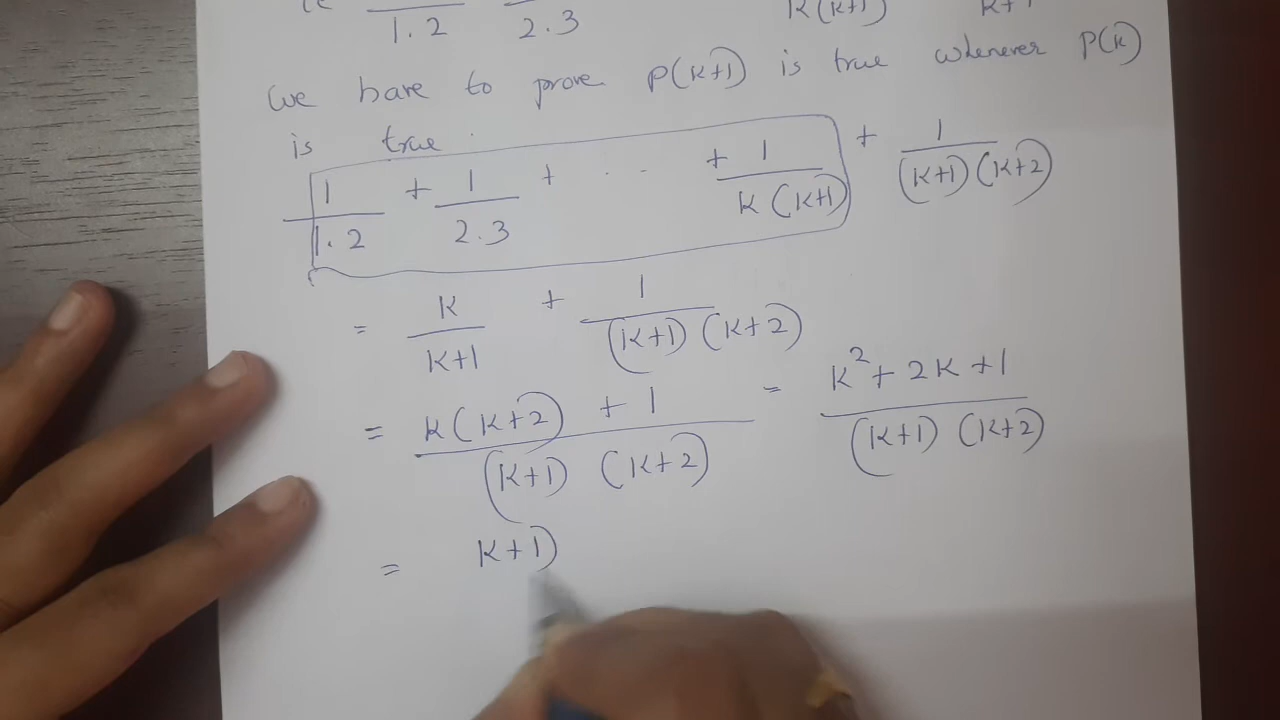 1.2 2.3 K(K+1) K+1
We have to prove P(K+1) is true whenever P(K)
is true.
1/1.2 + 1/2.3 + ... + 1/K(K+1) + 1/(K+1)(K+2)
= K/K+1 + 1/(K+1)(K+2)
= K(K+2)+1/(K+1)(K+2) = K²+2K+1/(K+1)(K+2)
= K+1)